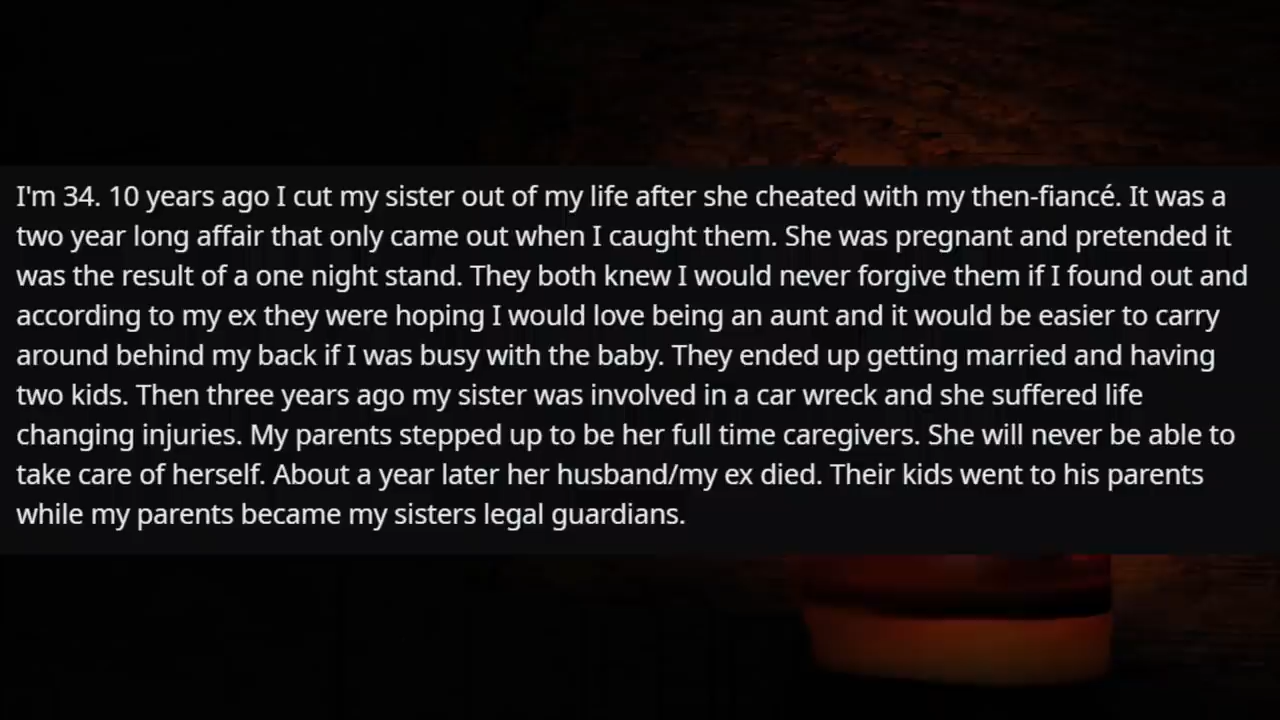 I'm 34. 10 years ago I cut my sister out of my life after she cheated with my then-fiancé. It was a
two year long affair that only came out when I caught them. She was pregnant and pretended it
was the result of a one night stand. They both knew I would never forgive them if I found out and
according to my ex they were hoping I would love being an aunt and it would be easier to carry
around behind my back if I was busy with the baby. They ended up getting married and having
two kids. Then three years ago my sister was involved in a car wreck and she suffered life
changing injuries. My parents stepped up to be her full time caregivers. She will never be able to
take care of herself. About a year later her husband/my ex died. Their kids went to his parents
while my parents became my sisters legal guardians.